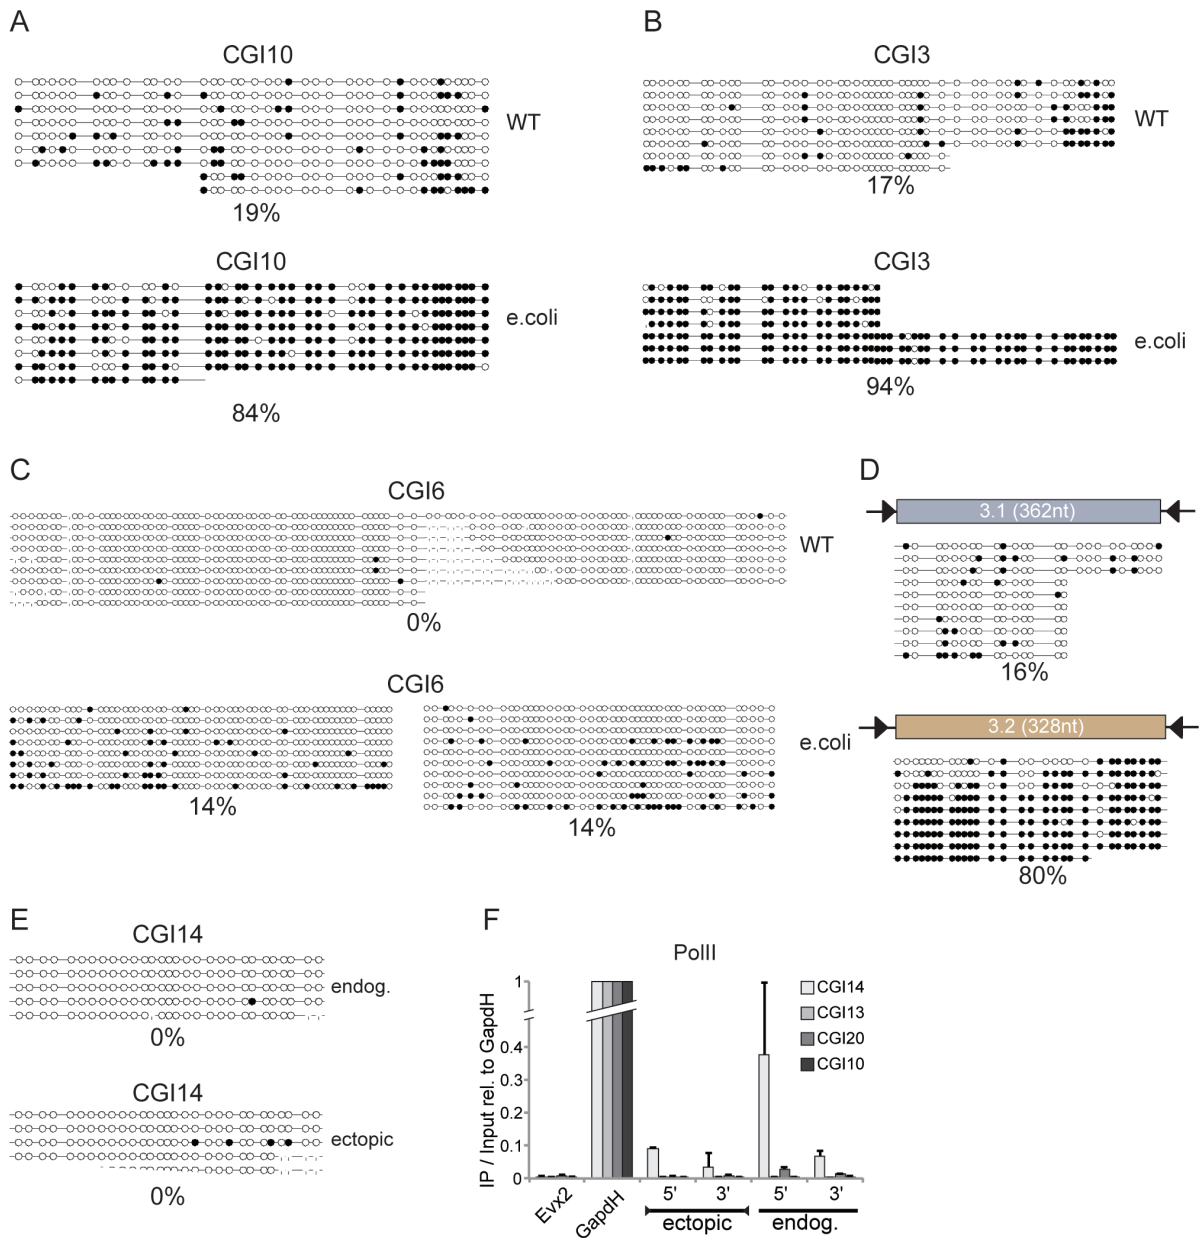 A
CGI10
WT
19%
CGI10
e.coli
84%
B
CGI3
WT
17%
CGI3
e.coli
94%
C
CGI6
WT
0%
CGI6
14%
14%
e.coli
D
3.1 (362nt)
16%
3.2 (328nt)
80%
E
CGI14
endog.
0%
CGI14
ectopic
0%
F
PolII
IP / Input rel. to GapdH
1
0.4
0.3
0.2
0.1
0
CGI14
CGI13
CGI20
CGI10
Evx2
GapdH
5'
3'
5'
3'
ectopic
endog.